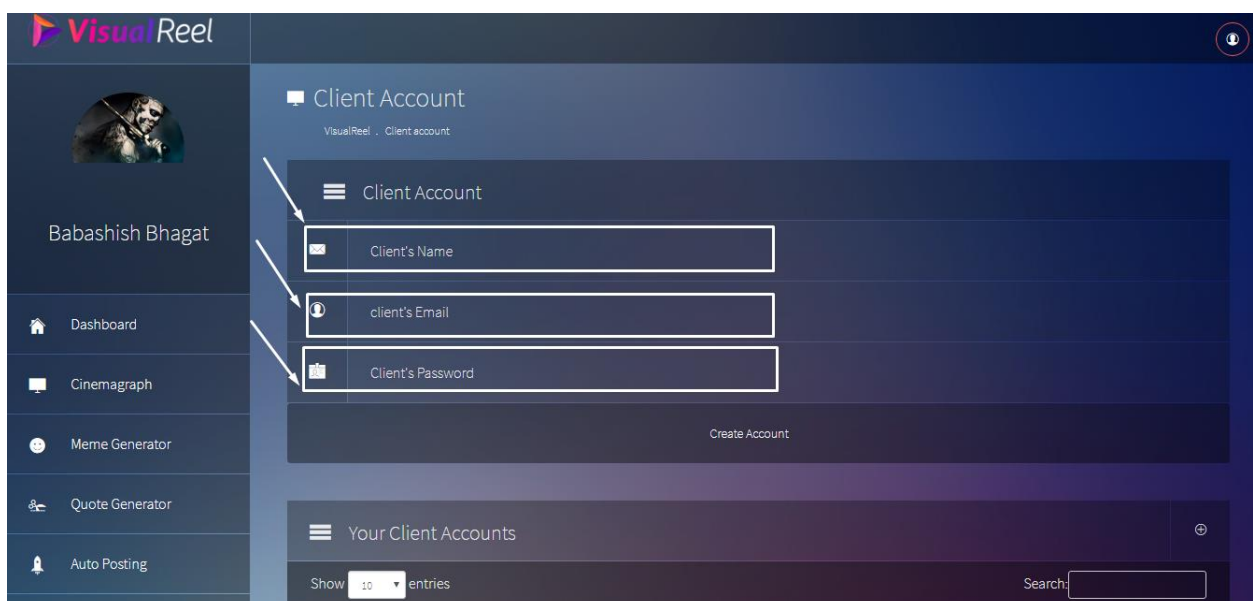 VisualReel
Client Account
VisualReel . Client account
Babashish Bhagat
Dashboard
Cinemagraph
Meme Generator
Quote Generator
Auto Posting
Client Account
Client's Name
client's Email
Client's Password
Create Account
Your Client Accounts
Show 10 entries
Search: